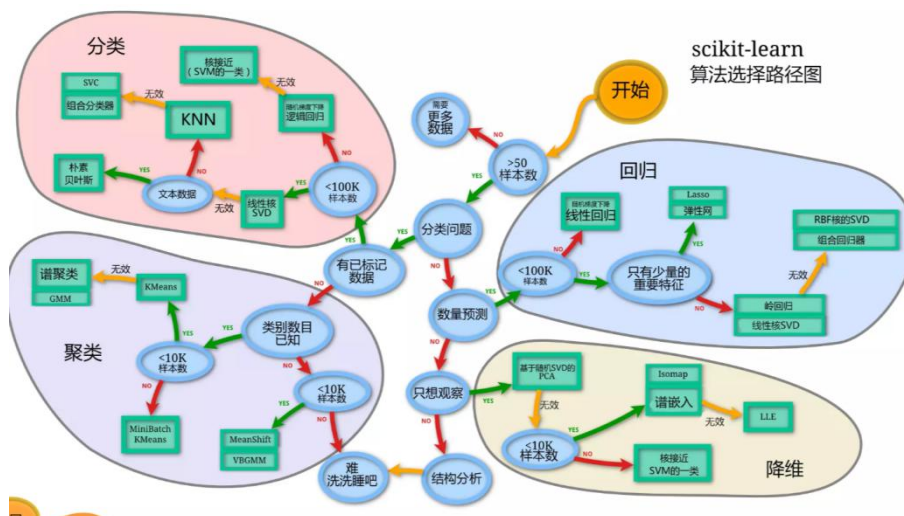 scikit-learn
算法选择路径图
开始
>50
样本数
NO
需要
更多
数据
YES
分类问题
YES
有已标记
数据
YES
分类
<100K
样本数
YES
线性核
SVD
无效
文本数据
YES
朴素
贝叶斯
NO
KNN
无效
SVC
组合分类器
NO
随机梯度下降
逻辑回归
无效
核接近
(SVM的一类)
NO
聚类
类别数目
已知
YES
<10K
样本数
YES
KMeans
无效
谱聚类
GMM
NO
MiniBatch
KMeans
NO
<10K
样本数
YES
MeanShift
VBGMM
NO
难
洗洗睡吧
NO
数量预测
YES
回归
<100K
样本数
NO
随机梯度下降
线性回归
YES
只有少量的
重要特征
YES
Lasso
弹性网
NO
岭回归
线性核SVD
无效
RBF核的SVD
组合回归器
NO
只想观察
YES
降维
基于随机SVD的
PCA
无效
<10K
样本数
YES
Isomap
谱嵌入
无效
LLE
NO
核接近
SVM的一类
NO
结构分析